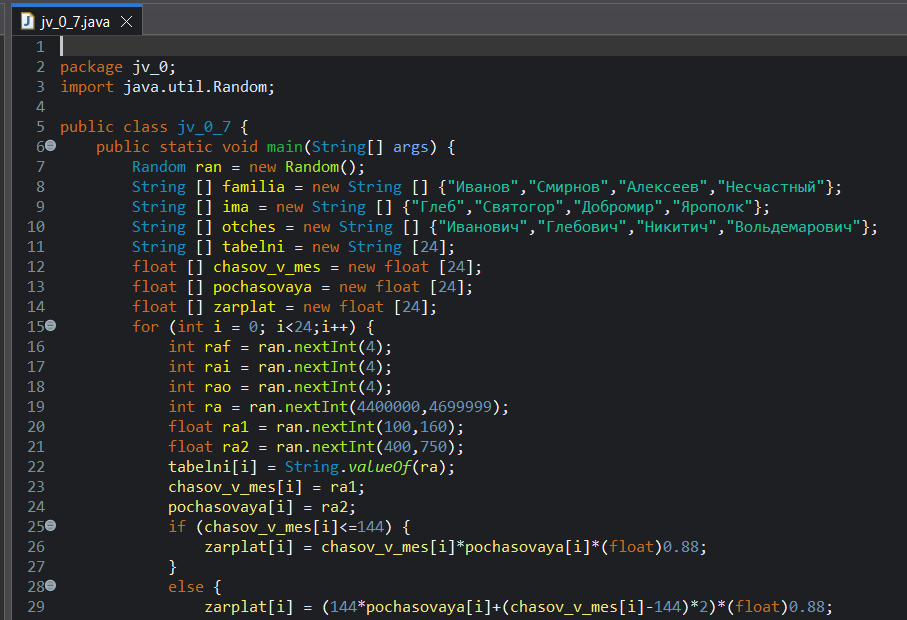 jv_0_7.java
1
2 package jv_0;
3 import java.util.Random;
4
5 public class jv_0_7 {
6 public static void main(String[] args) {
7 Random ran = new Random();
8 String [] familia = new String [] {"Иванов","Смирнов","Алексеев","Несчастный"};
9 String [] ima = new String [] {"Глеб","Святогор","Добромир","Ярополк"};
10 String [] otches = new String [] {"Иванович","Глебович","Никитич","Вольдемарович"};
11 String [] tabelni = new String [24];
12 float [] chasov_v_mes = new float [24];
13 float [] pochasovaya = new float [24];
14 float [] zarplat = new float [24];
15 for (int i = 0; i<24;i++) {
16 int raf = ran.nextInt(4);
17 int rai = ran.nextInt(4);
18 int rao = ran.nextInt(4);
19 int ra = ran.nextInt(4400000,4699999);
20 float ra1 = ran.nextInt(100,160);
21 float ra2 = ran.nextInt(400,750);
22 tabelni[i] = String.valueOf(ra);
23 chasov_v_mes[i] = ra1;
24 pochasovaya[i] = ra2;
25 if (chasov_v_mes[i]<=144) {
26 zarplat[i] = chasov_v_mes[i]*pochasovaya[i]*(float)0.88;
27 }
28 else {
29 zarplat[i] = (144*pochasovaya[i]+(chasov_v_mes[i]-144)*2)*(float)0.88;